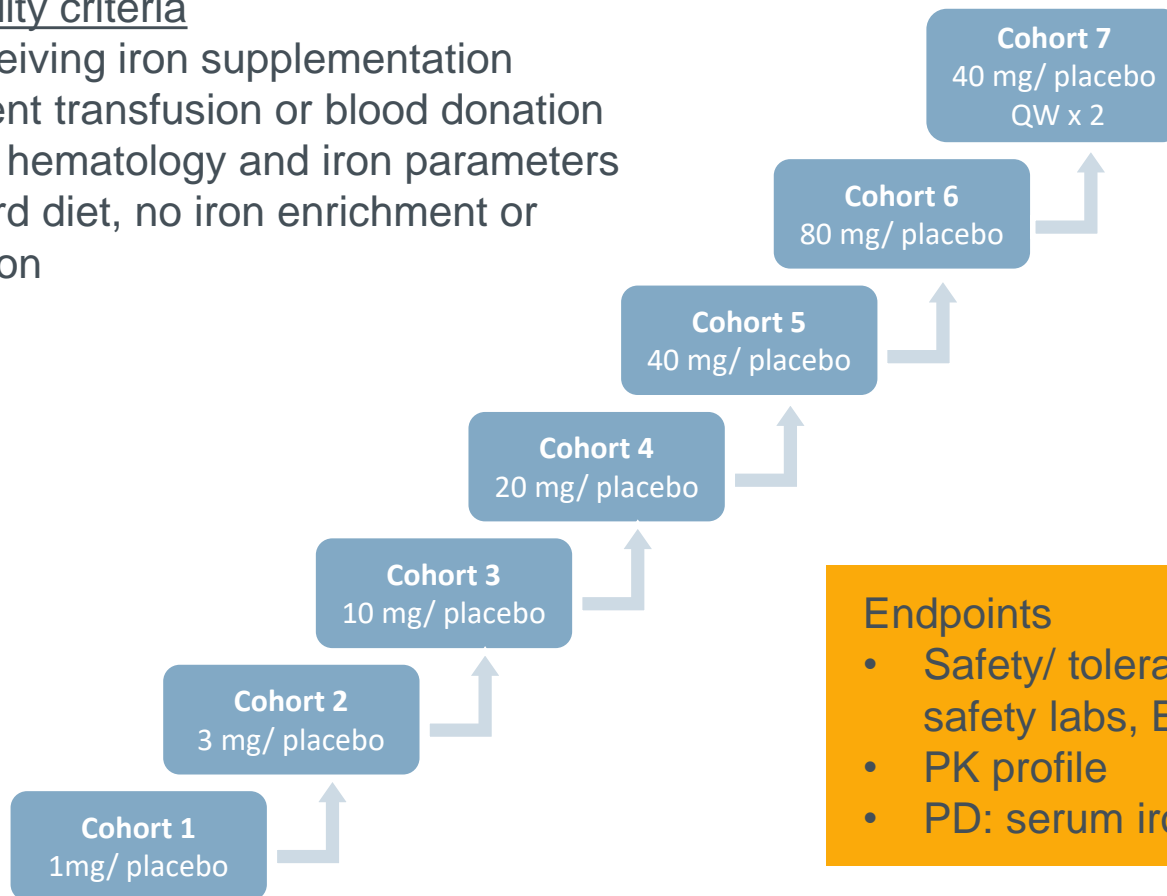 ility criteria
eiving iron supplementation
ent transfusion or blood donation
hematology and iron parameters
rd diet, no iron enrichment or
on
Cohort 7
40 mg/ placebo
QW x 2
Cohort 6
80 mg/ placebo
Cohort 5
40 mg/ placebo
Cohort 4
20 mg/ placebo
Cohort 3
10 mg/ placebo
Cohort 2
3 mg/ placebo
Cohort 1
1mg/ placebo
Endpoints
• Safety/ tolera
safety labs, E
• PK profile
• PD: serum iro